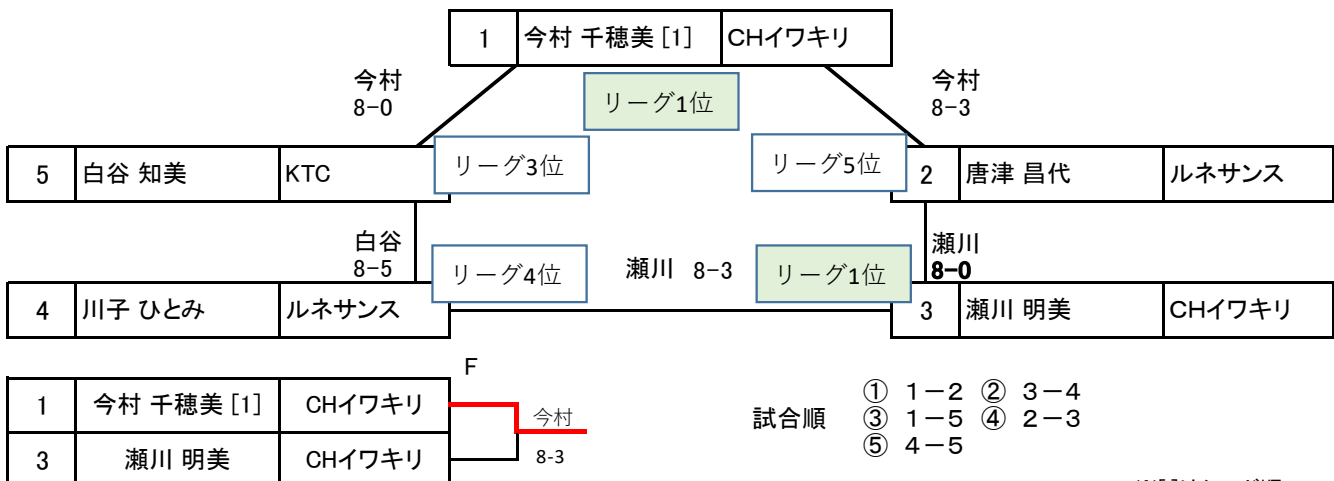 1 今村 千穂美 [1] CHイワキリ
今村
8-0
リーグ1位
今村
8-3
5 白谷 知美 KTC
リーグ3位
リーグ5位
2 唐津 昌代 ルネサンス
白谷
8-5
瀬川
8-0
リーグ4位
瀬川 8-3
リーグ1位
4 川子 ひとみ ルネサンス
3 瀬川 明美 CHイワキリ
F
1 今村 千穂美 [1] CHイワキリ
3 瀬川 明美 CHイワキリ
今村
8-3
試合順
① 1-2 ② 3-4
③ 1-5 ④ 2-3
⑤ 4-5